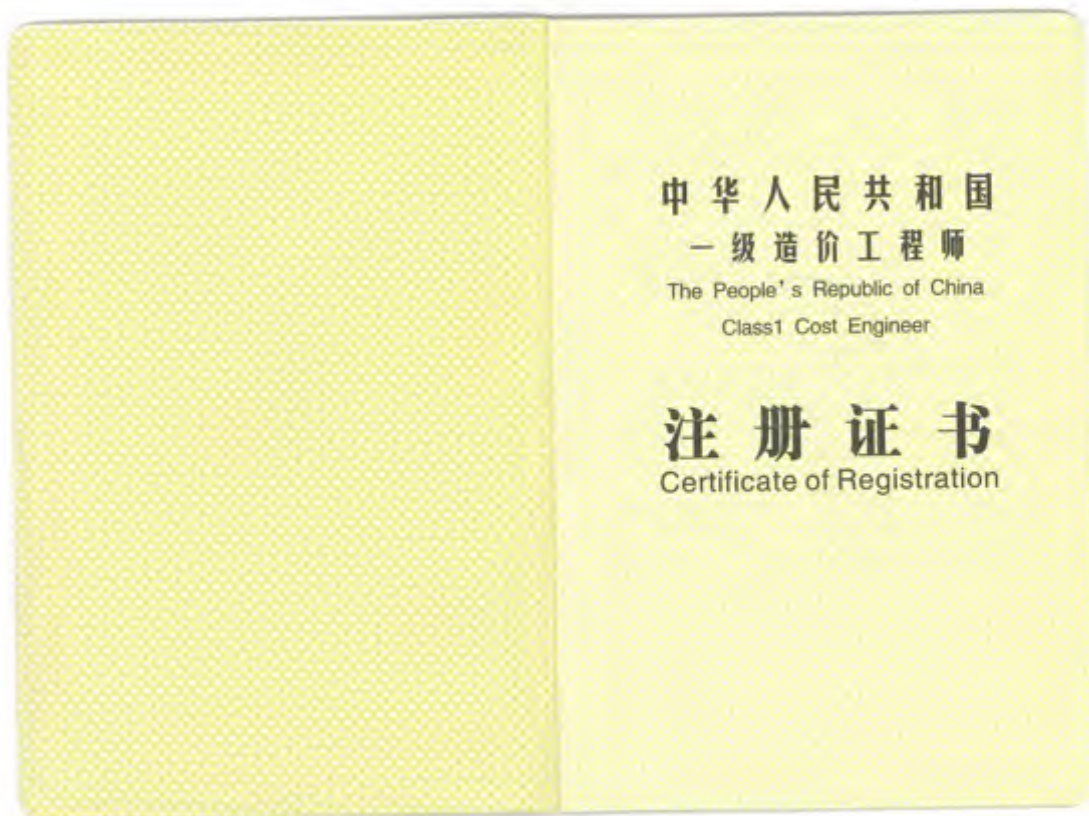 中华人民共和国
一级造价工程师
The People's Republic of China
Class1 Cost Engineer
注册证书
Certificate of Registration